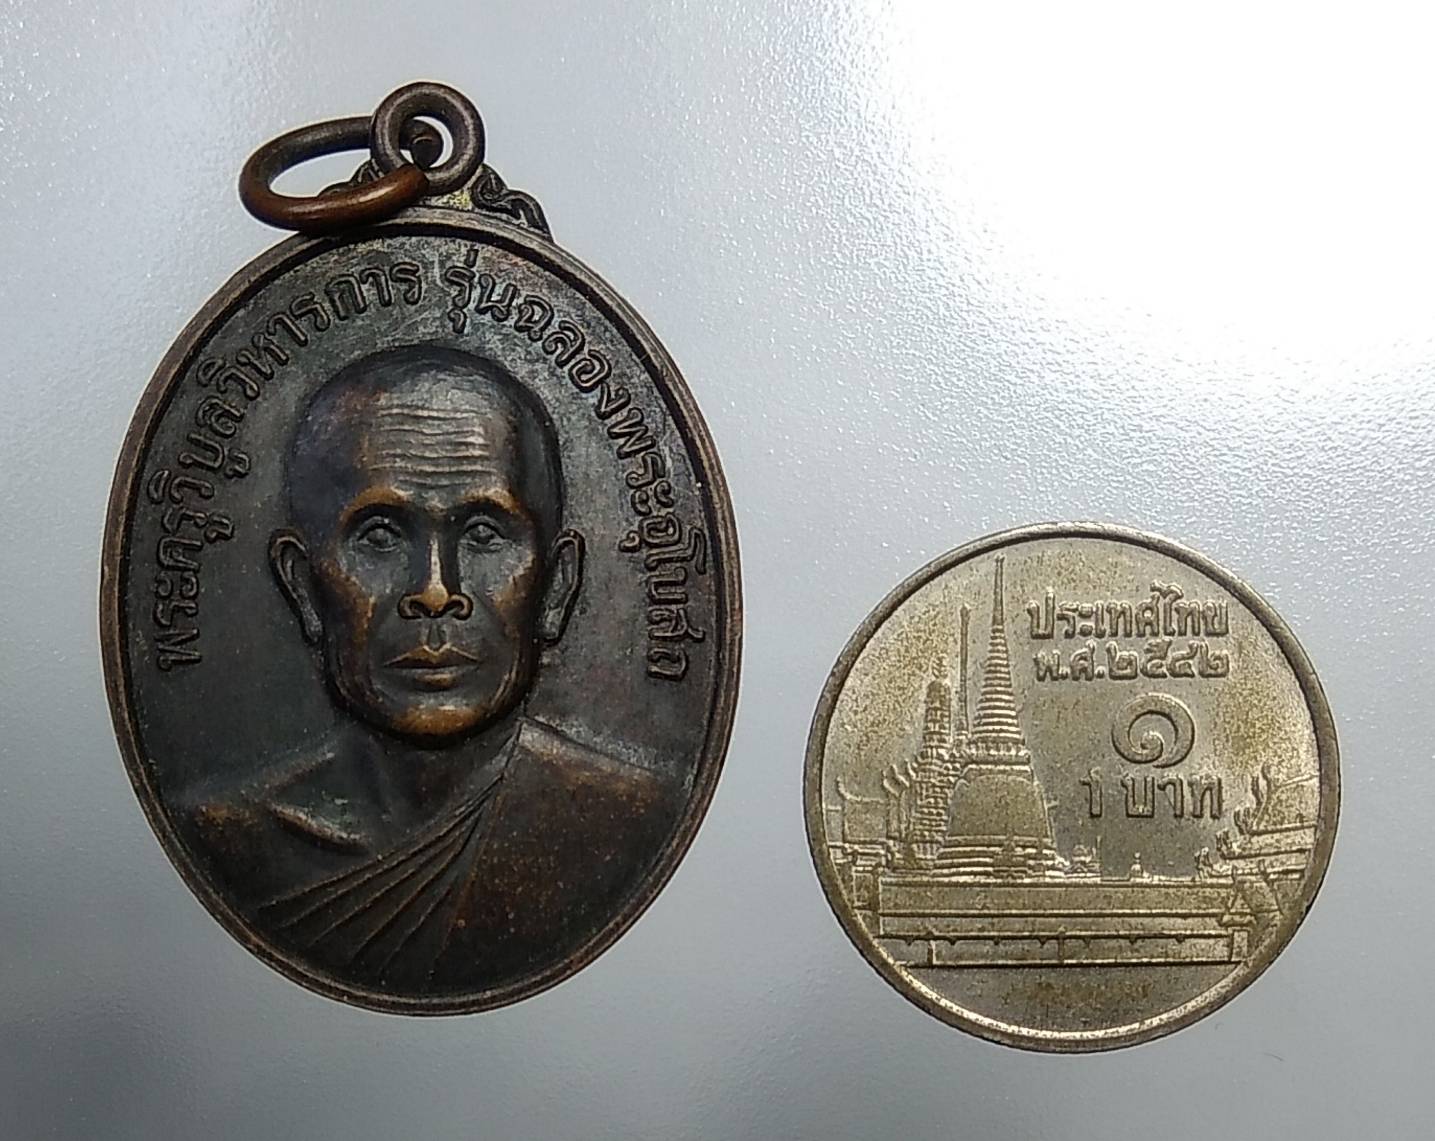 พระครูวิบูลวิหารการ รุ่นฉลองพระอุโบสถ
ประเทศไทย
พ.ศ.๒๕๔๒
๑
1 บาท